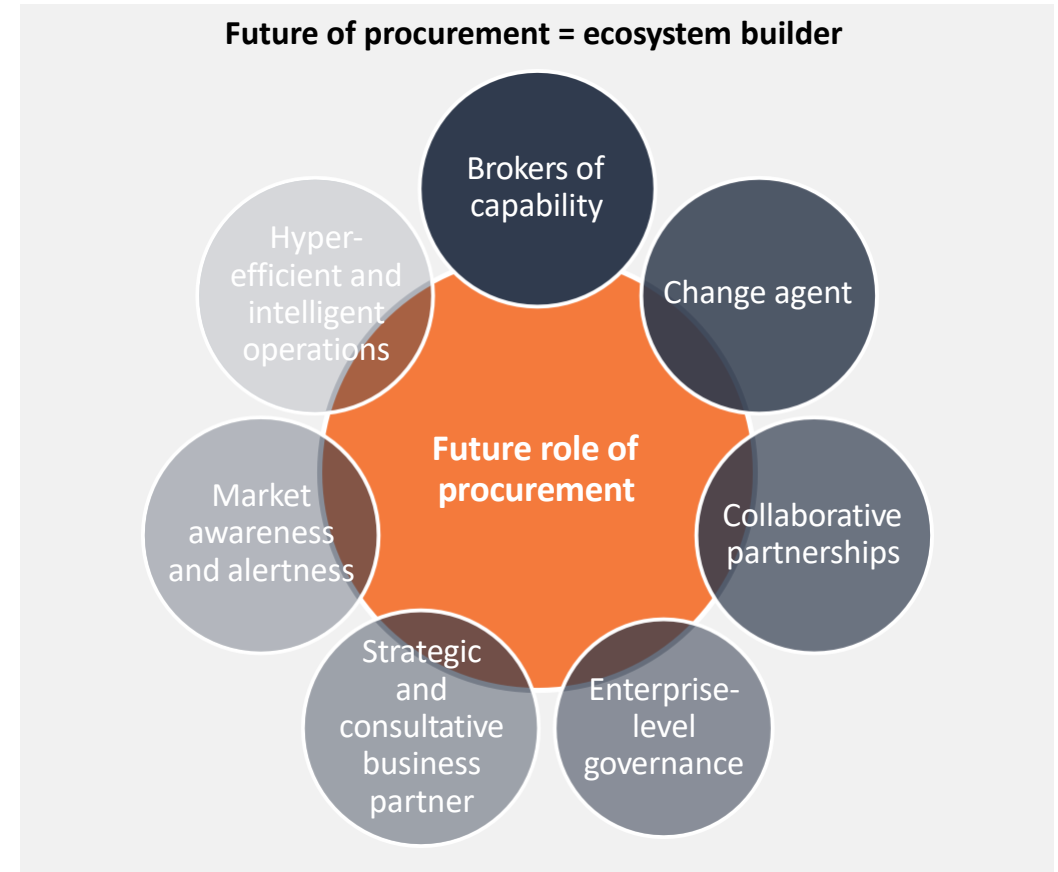 Future of procurement = ecosystem builder
Brokers of
capability
Change agent
Collaborative
partnerships
Enterprise-
level
governance
Strategic
and
consultative
business
partner
Market
awareness
and alertness
Hyper-
efficient and
intelligent
operations
Future role of
procurement